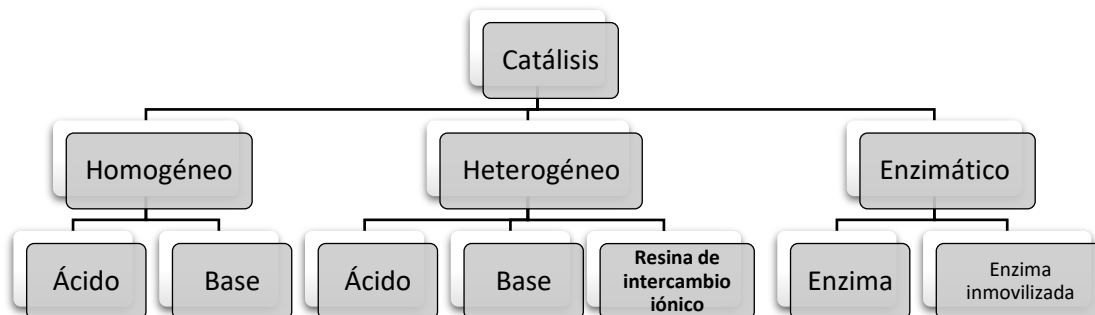 Catálisis
Homogéneo
Heterogéneo
Enzimático
Ácido
Base
Ácido
Base
Resina de
intercambio
iónico
Enzima
Enzima
inmovilizada